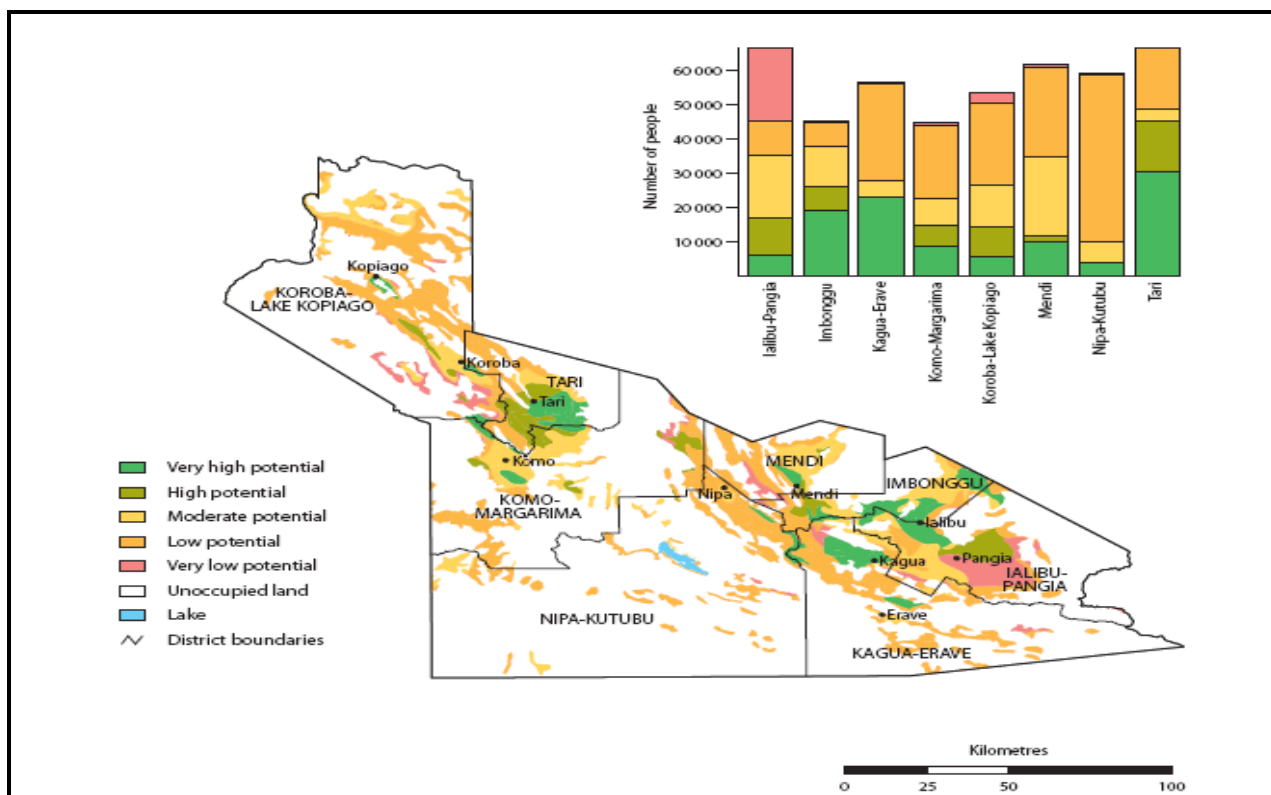 60 000
50 000
40 000
30 000
20 000
10 000
Number of people
Ialibu-Pangia
Imbonggu
Kagua-Erave
Komo-Margarima
Koroba-Lake Kopiago
Mendi
Nipa-Kutubu
Tari
Kopiago
KOROBA-
LAKE KOPIAGO
Koroba
TARI
Tari
Komo
KOMO-
MARGARIMA
MENDI
Nipa
Mendi
IMBONGGU
Ialibu
Pangia
Kagua
IALIBU-
PANGIA
NIPA-KUTUBU
Erave
KAGUA-ERAVE
Very high potential
High potential
Moderate potential
Low potential
Very low potential
Unoccupied land
Lake
District boundaries
Kilometres
0 25 50 100